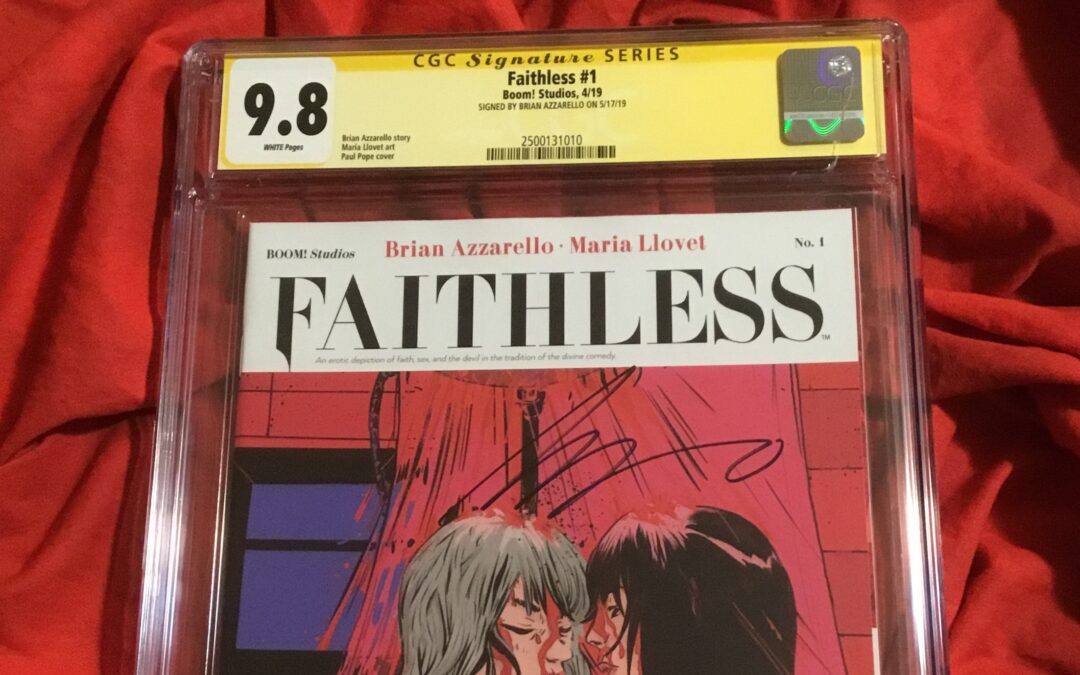 CGC Signature SERIES
9.8
WHITE Pages
Faithless #1
Boom! Studios, 4/19
SIGNED BY BRIAN AZZARELLO ON 5/17/19
Brian Azzarello story
Maria Llovet art
Paul Pope cover
2500131010
BOOM! Studios
Brian Azzarello · Maria Llovet
No. 1
FAITHLESS™
An erotic depiction of faith, sex, and the devil in the tradition of the divine comedy.